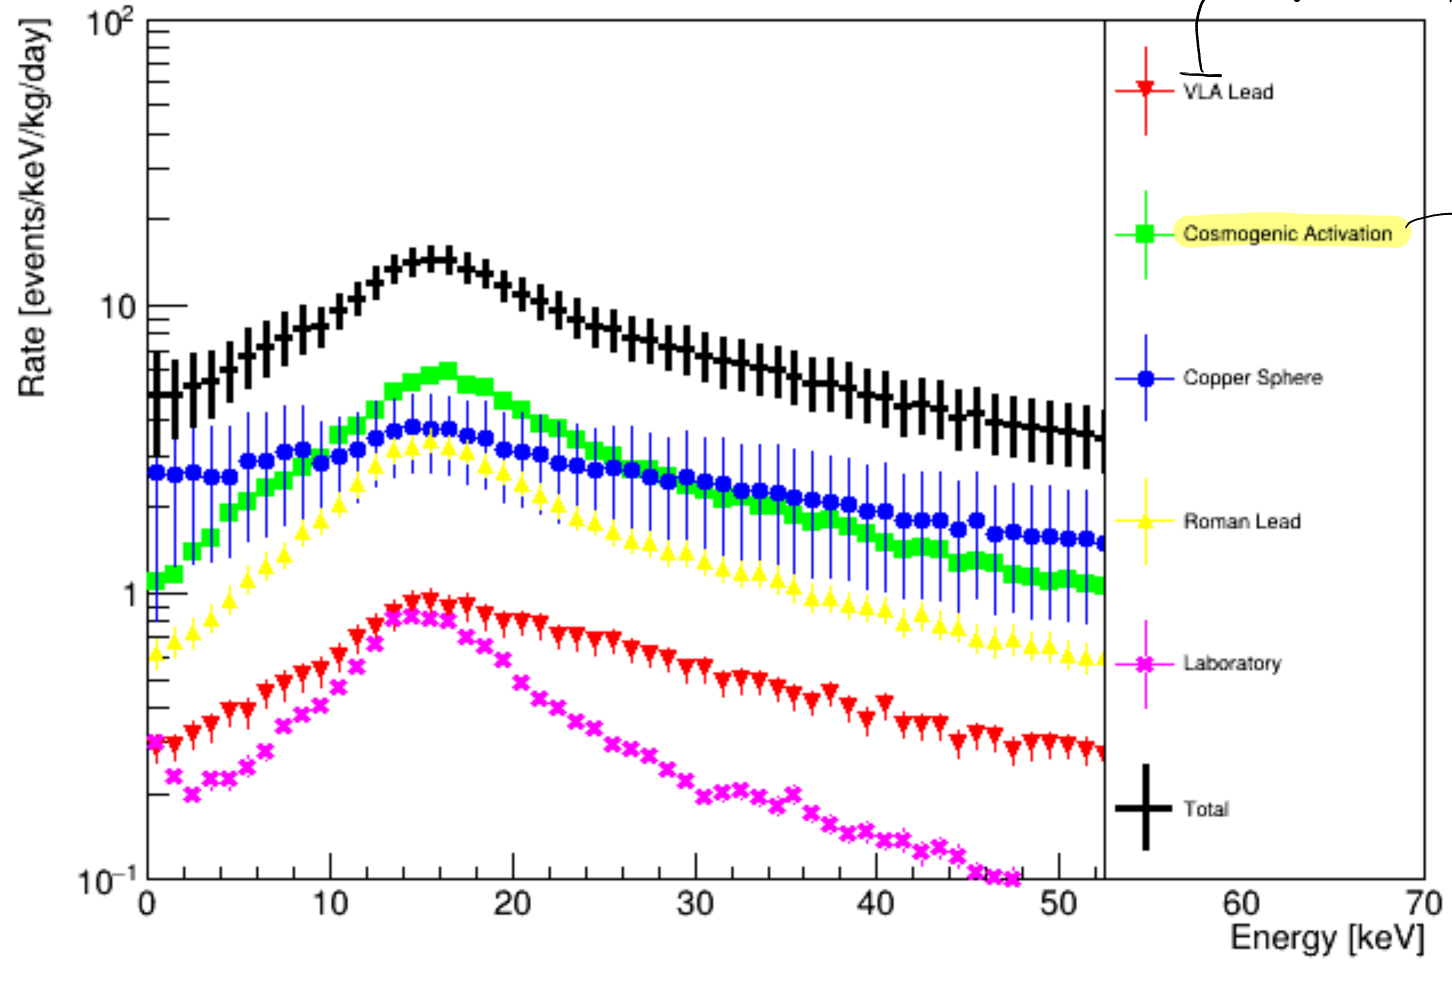 Rate [events/keV/kg/day]
10²
10
1
10⁻¹
VLA Lead
Cosmogenic Activation
Copper Sphere
Roman Lead
Laboratory
Total
0 10 20 30 40 50 60 70
Energy [keV]